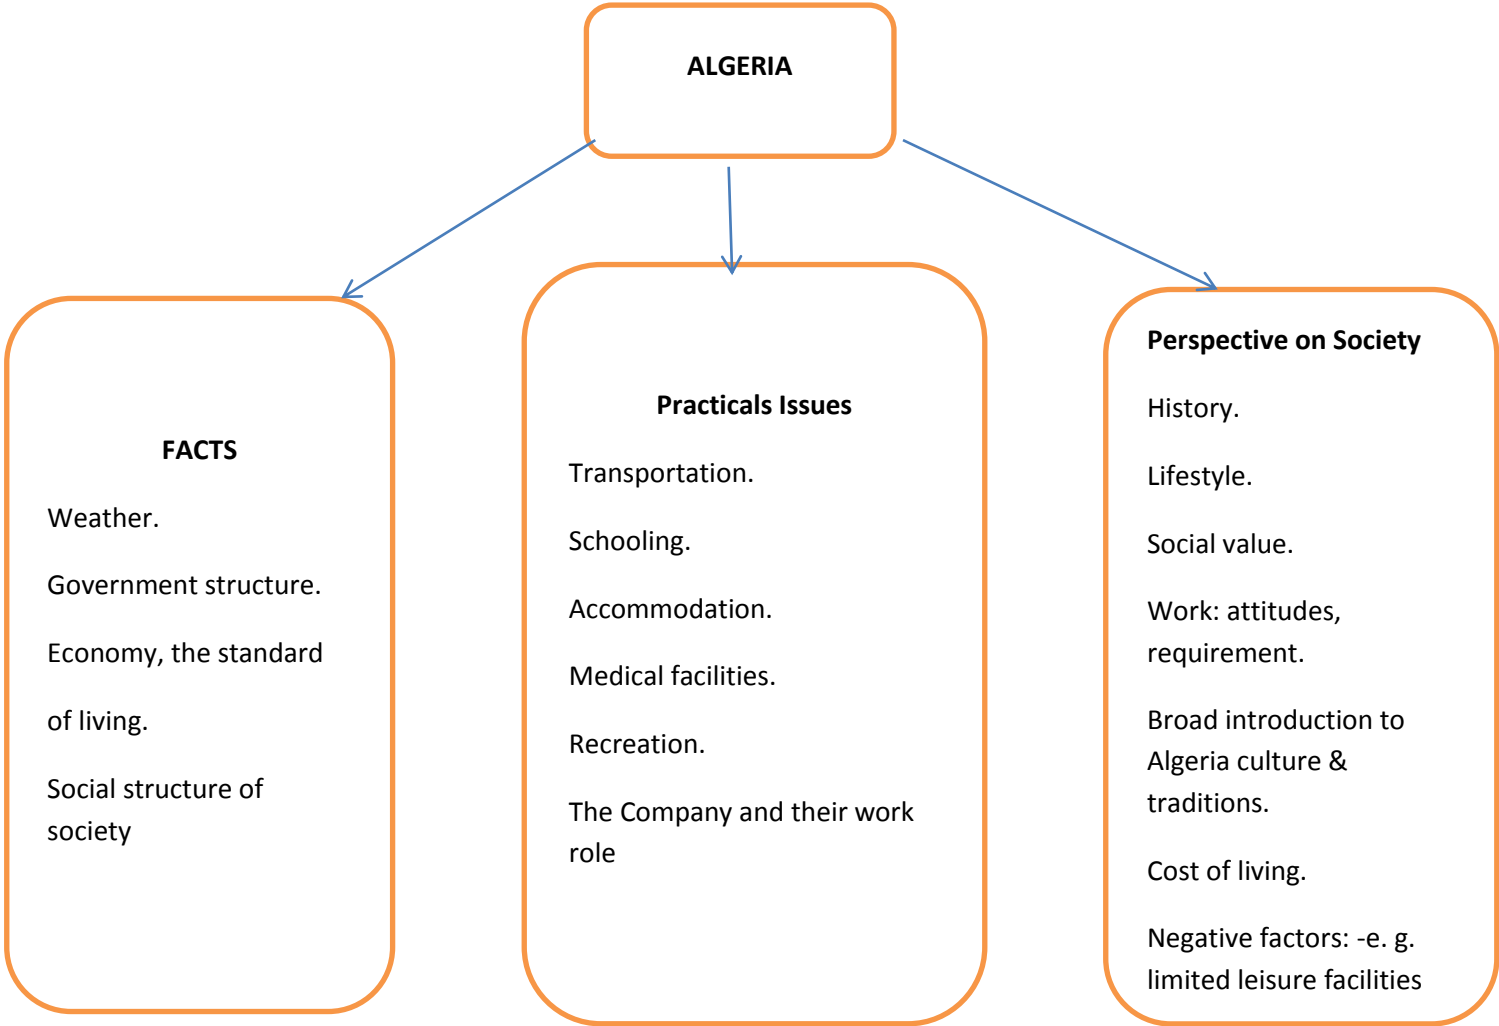 ALGERIA
FACTS
Weather.
Government structure.
Economy, the standard
of living.
Social structure of
society
Practicals Issues
Transportation.
Schooling.
Accommodation.
Medical facilities.
Recreation.
The Company and their work
role
Perspective on Society
History.
Lifestyle.
Social value.
Work: attitudes,
requirement.
Broad introduction to
Algeria culture &
traditions.
Cost of living.
Negative factors: -e. g.
limited leisure facilities